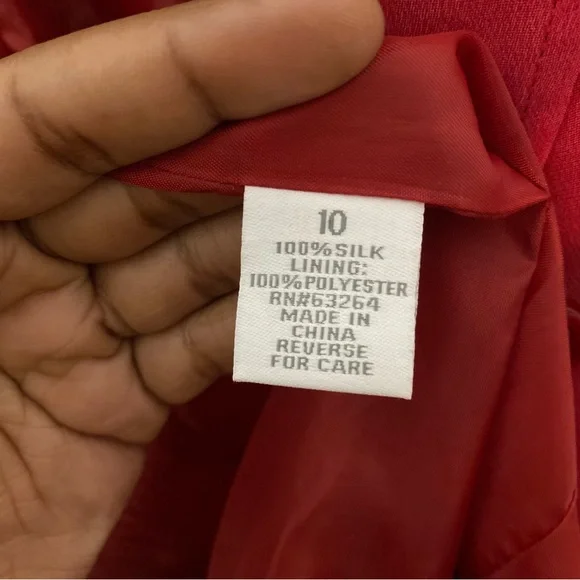 10
100%SILK
LINING:
100%POLYESTER
RN#63264
MADE IN
CHINA
REVERSE
FOR CARE